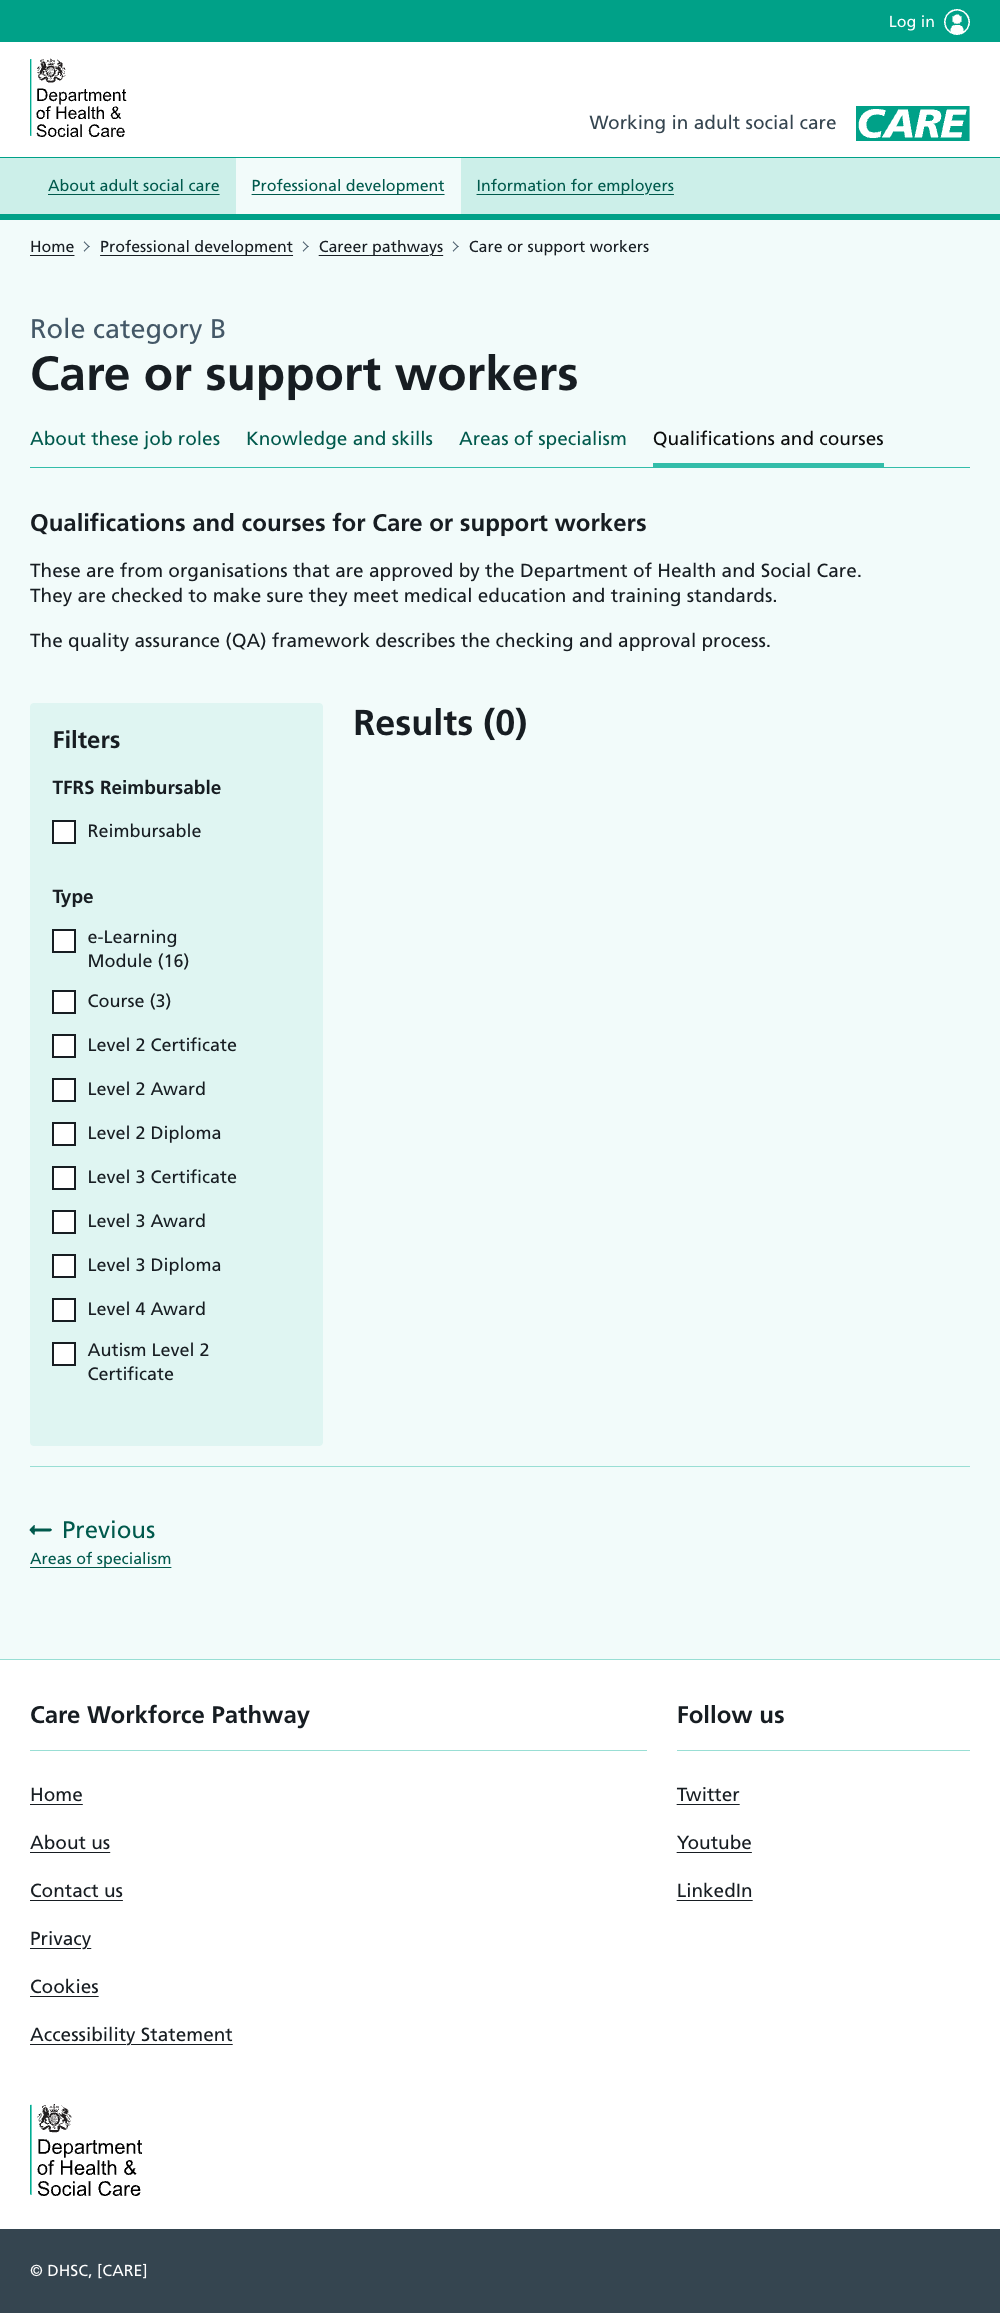 Log in
Department
of Health &
Social Care
Working in adult social care
CARE
About adult social care
Professional development
Information for employers
Home
Professional development
Career pathways
Care or support workers
Role category B
Care or support workers
About these job roles
Knowledge and skills
Areas of specialism
Qualifications and courses
Qualifications and courses for Care or support workers
These are from organisations that are approved by the Department of Health and Social Care.
They are checked to make sure they meet medical education and training standards.
The quality assurance (QA) framework describes the checking and approval process.
Filters
TFRS Reimbursable
Reimbursable
Type
e-Learning
Module (16)
Course (3)
Level 2 Certificate
Level 2 Award
Level 2 Diploma
Level 3 Certificate
Level 3 Award
Level 3 Diploma
Level 4 Award
Autism Level 2
Certificate
Results (0)
Previous
Areas of specialism
Care Workforce Pathway
Home
About us
Contact us
Privacy
Cookies
Accessibility Statement
Follow us
Twitter
Youtube
LinkedIn
Department
of Health &
Social Care
© DHSC, [CARE]